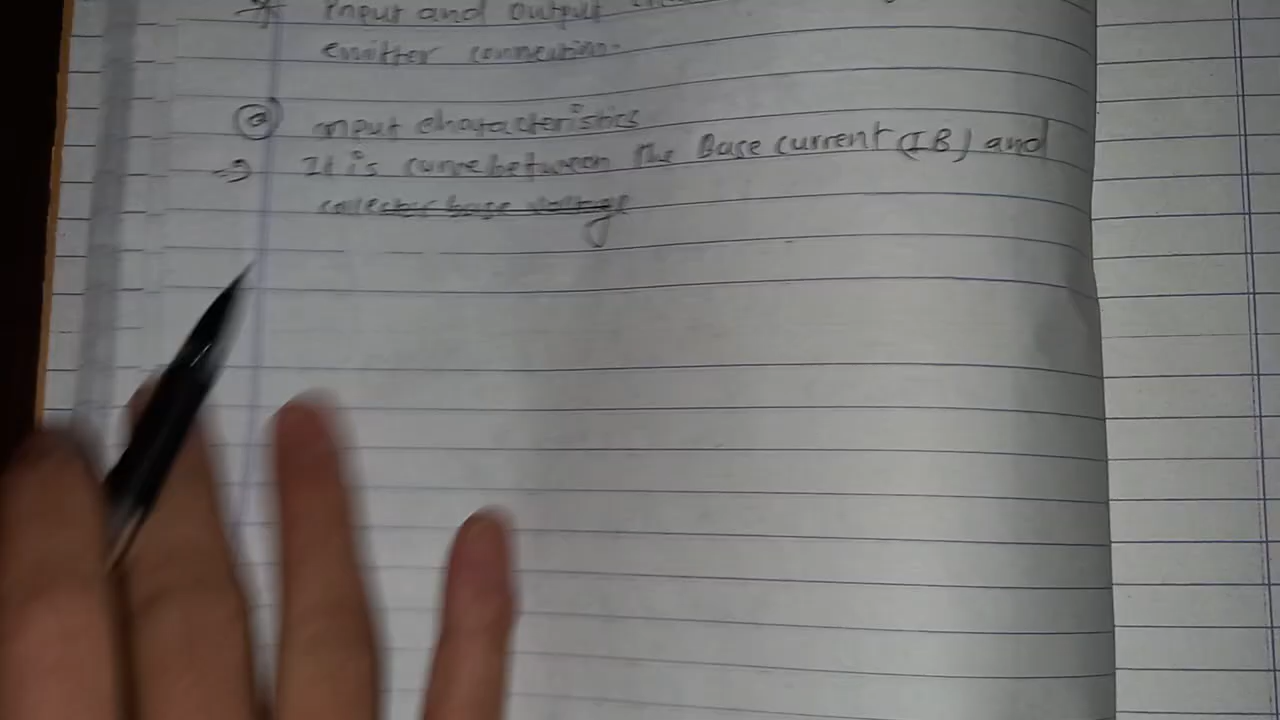 Input and output
emitter connection.
(a) input characteristics
→ It is curve between the Base current (IB) and
collector base voltage